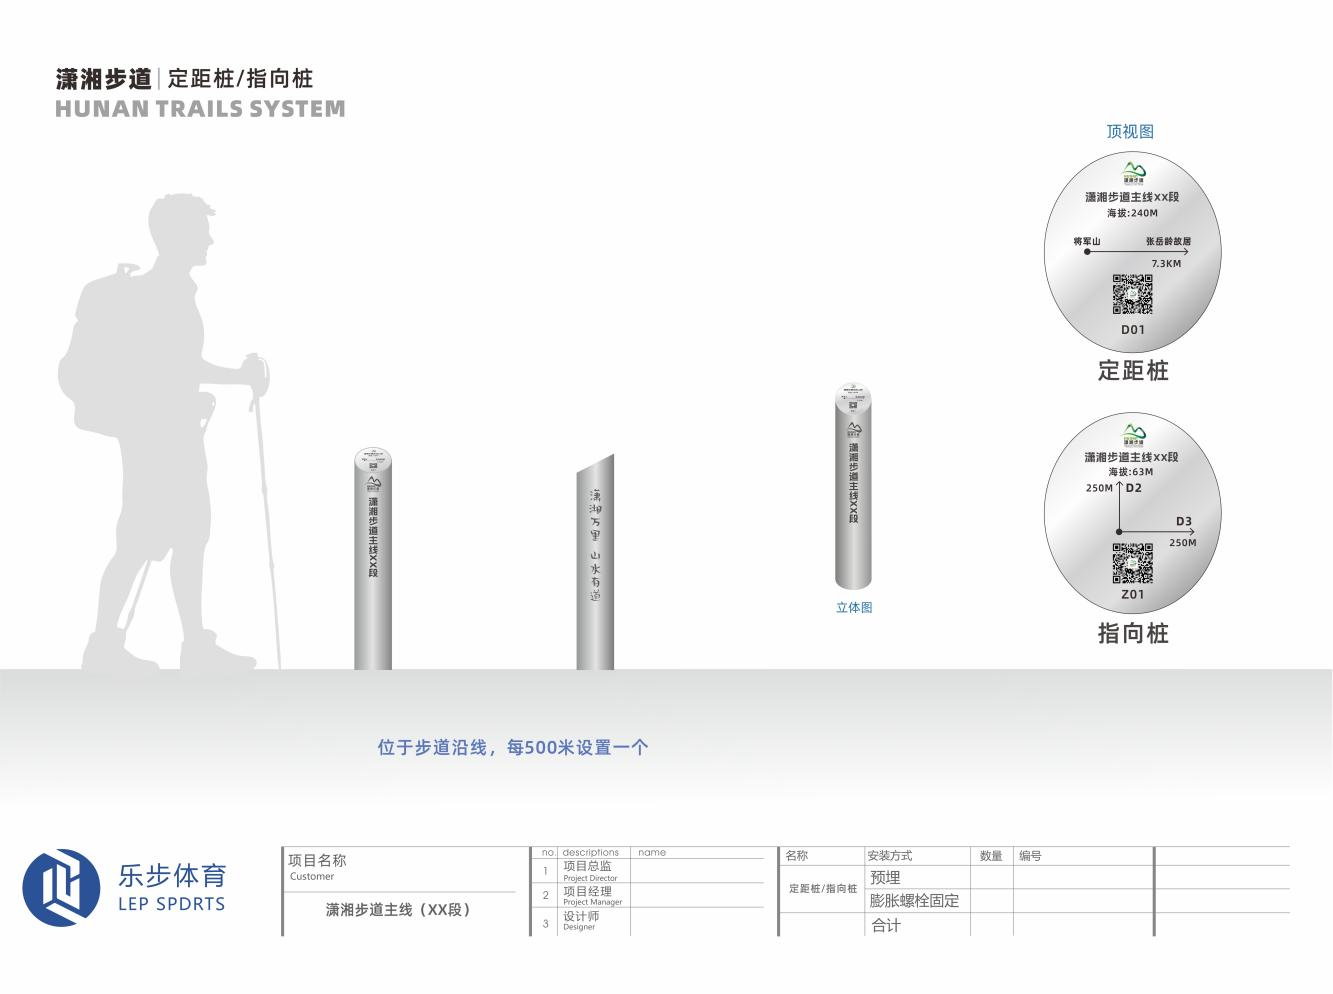 潇湘步道 | 定距桩/指向桩
HUNAN TRAILS SYSTEM
顶视图
潇湘步道
潇湘步道主线XX段
海拔:240M
将军山 张岳龄故居
7.3KM
D01
定距桩
潇湘步道
潇湘步道主线XX段
海拔:63M
250M D2
D3
250M
Z01
指向桩
潇湘步道主线XX段
潇湘万里 山水有道
潇湘步道主线XX段
立体图
位于步道沿线，每500米设置一个
乐步体育
LEP SPDRTS
项目名称
Customer
潇湘步道主线（XX段）
no. descriptions name
1 项目总监
Project Director
2 项目经理
Project Manager
3 设计师
Designer
名称 安装方式 数量 编号
定距桩/指向桩 预埋
膨胀螺栓固定
合计